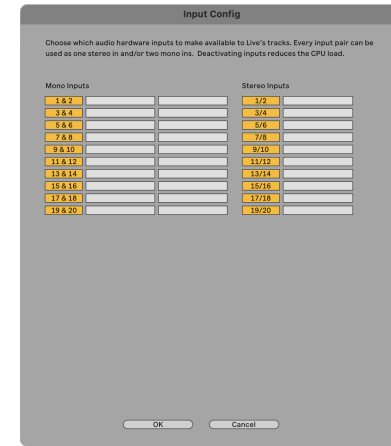 Input Config
Choose which audio hardware inputs to make available to Live's tracks. Every input pair can be
used as one stereo in and/or two mono ins. Deactivating inputs reduces the CPU load.
Mono Inputs Stereo Inputs
1 & 2 1/2
3 & 4 3/4
5 & 6 5/6
7 & 8 7/8
9 & 10 9/10
11 & 12 11/12
13 & 14 13/14
15 & 16 15/16
17 & 18 17/18
19 & 20 19/20
OK Cancel